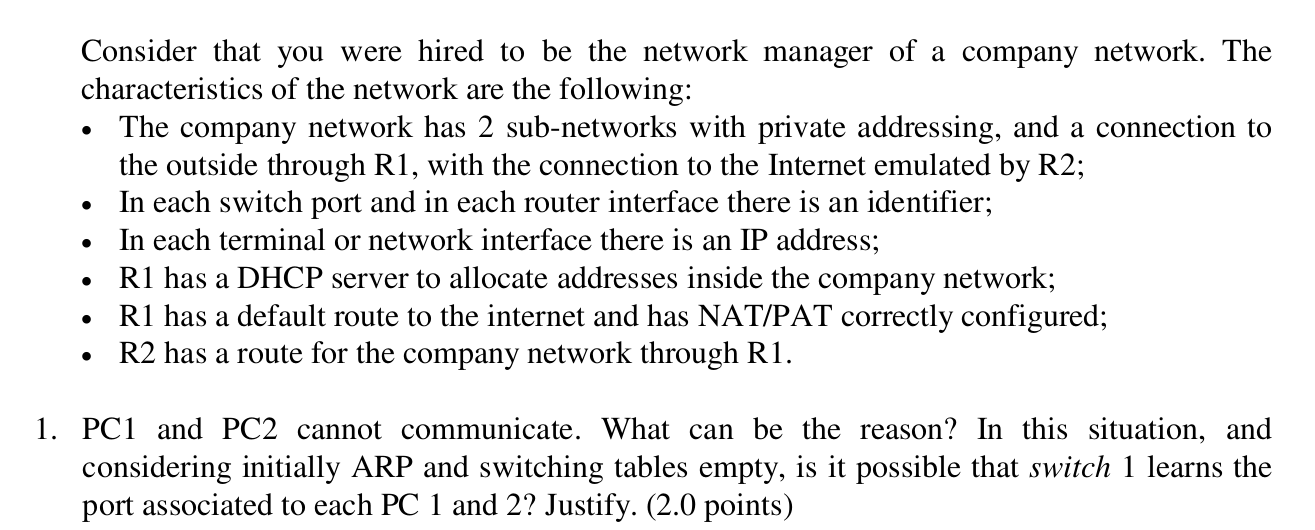 Consider that you were hired to be the network manager of a company network. The
characteristics of the network are the following:
• The company network has 2 sub-networks with private addressing, and a connection to
the outside through R1, with the connection to the Internet emulated by R2;
• In each switch port and in each router interface there is an identifier;
• In each terminal or network interface there is an IP address;
• R1 has a DHCP server to allocate addresses inside the company network;
• R1 has a default route to the internet and has NAT/PAT correctly configured;
• R2 has a route for the company network through R1.
1. PC1 and PC2 cannot communicate. What can be the reason? In this situation, and
considering initially ARP and switching tables empty, is it possible that switch 1 learns the
port associated to each PC 1 and 2? Justify. (2.0 points)